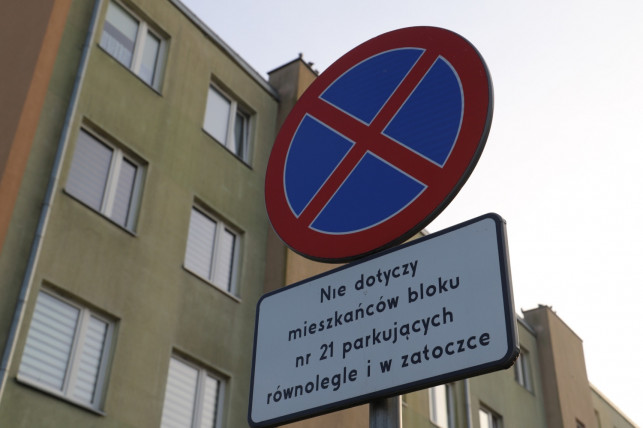 Nie dotyczy
mieszkańców bloku
nr 21 parkujących
równolegle i w zatoczce